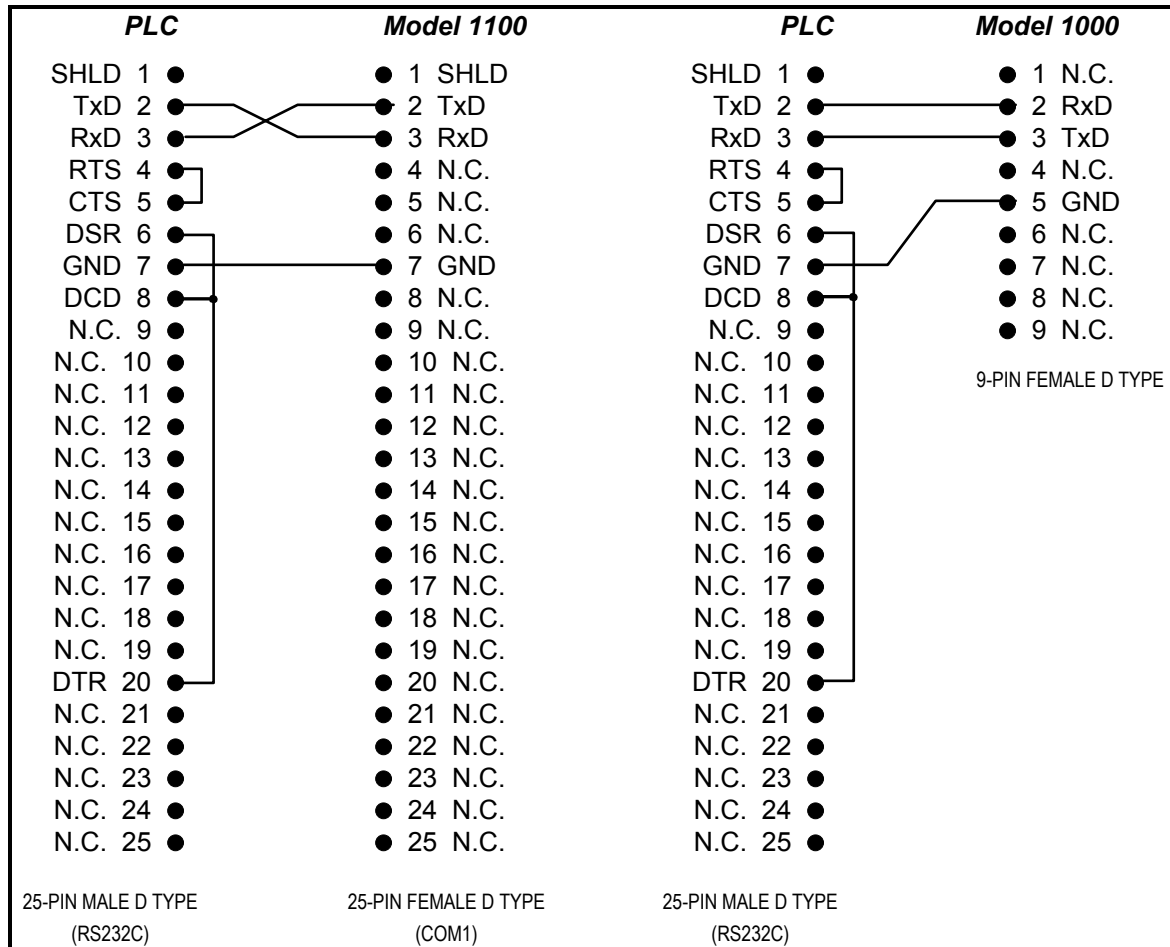 PLC Model 1100 PLC Model 1000
SHLD 1 1 SHLD SHLD 1 1 N.C.
TxD 2 2 TxD TxD 2 2 RxD
RxD 3 3 RxD RxD 3 3 TxD
RTS 4 4 N.C. RTS 4 4 N.C.
CTS 5 5 N.C. CTS 5 5 GND
DSR 6 6 N.C. DSR 6 6 N.C.
GND 7 7 GND GND 7 7 N.C.
DCD 8 8 N.C. DCD 8 8 N.C.
N.C. 9 9 N.C. N.C. 9 9 N.C.
N.C. 10 10 N.C. N.C. 10
9-PIN FEMALE D TYPE
N.C. 11 11 N.C. N.C. 11
N.C. 12 12 N.C. N.C. 12
N.C. 13 13 N.C. N.C. 13
N.C. 14 14 N.C. N.C. 14
N.C. 15 15 N.C. N.C. 15
N.C. 16 16 N.C. N.C. 16
N.C. 17 17 N.C. N.C. 17
N.C. 18 18 N.C. N.C. 18
N.C. 19 19 N.C. N.C. 19
DTR 20 20 N.C. DTR 20
N.C. 21 21 N.C. N.C. 21
N.C. 22 22 N.C. N.C. 22
N.C. 23 23 N.C. N.C. 23
N.C. 24 24 N.C. N.C. 24
N.C. 25 25 N.C. N.C. 25
25-PIN MALE D TYPE 25-PIN FEMALE D TYPE 25-PIN MALE D TYPE
(RS232C) (COM1) (RS232C)